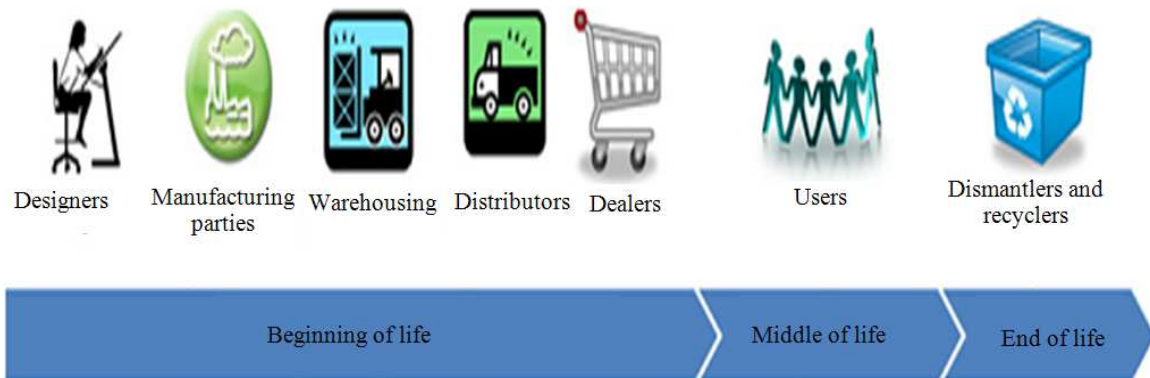 Designers
Manufacturing
parties
Warehousing
Distributors
Dealers
Users
Dismantlers and
recyclers
Beginning of life
Middle of life
End of life